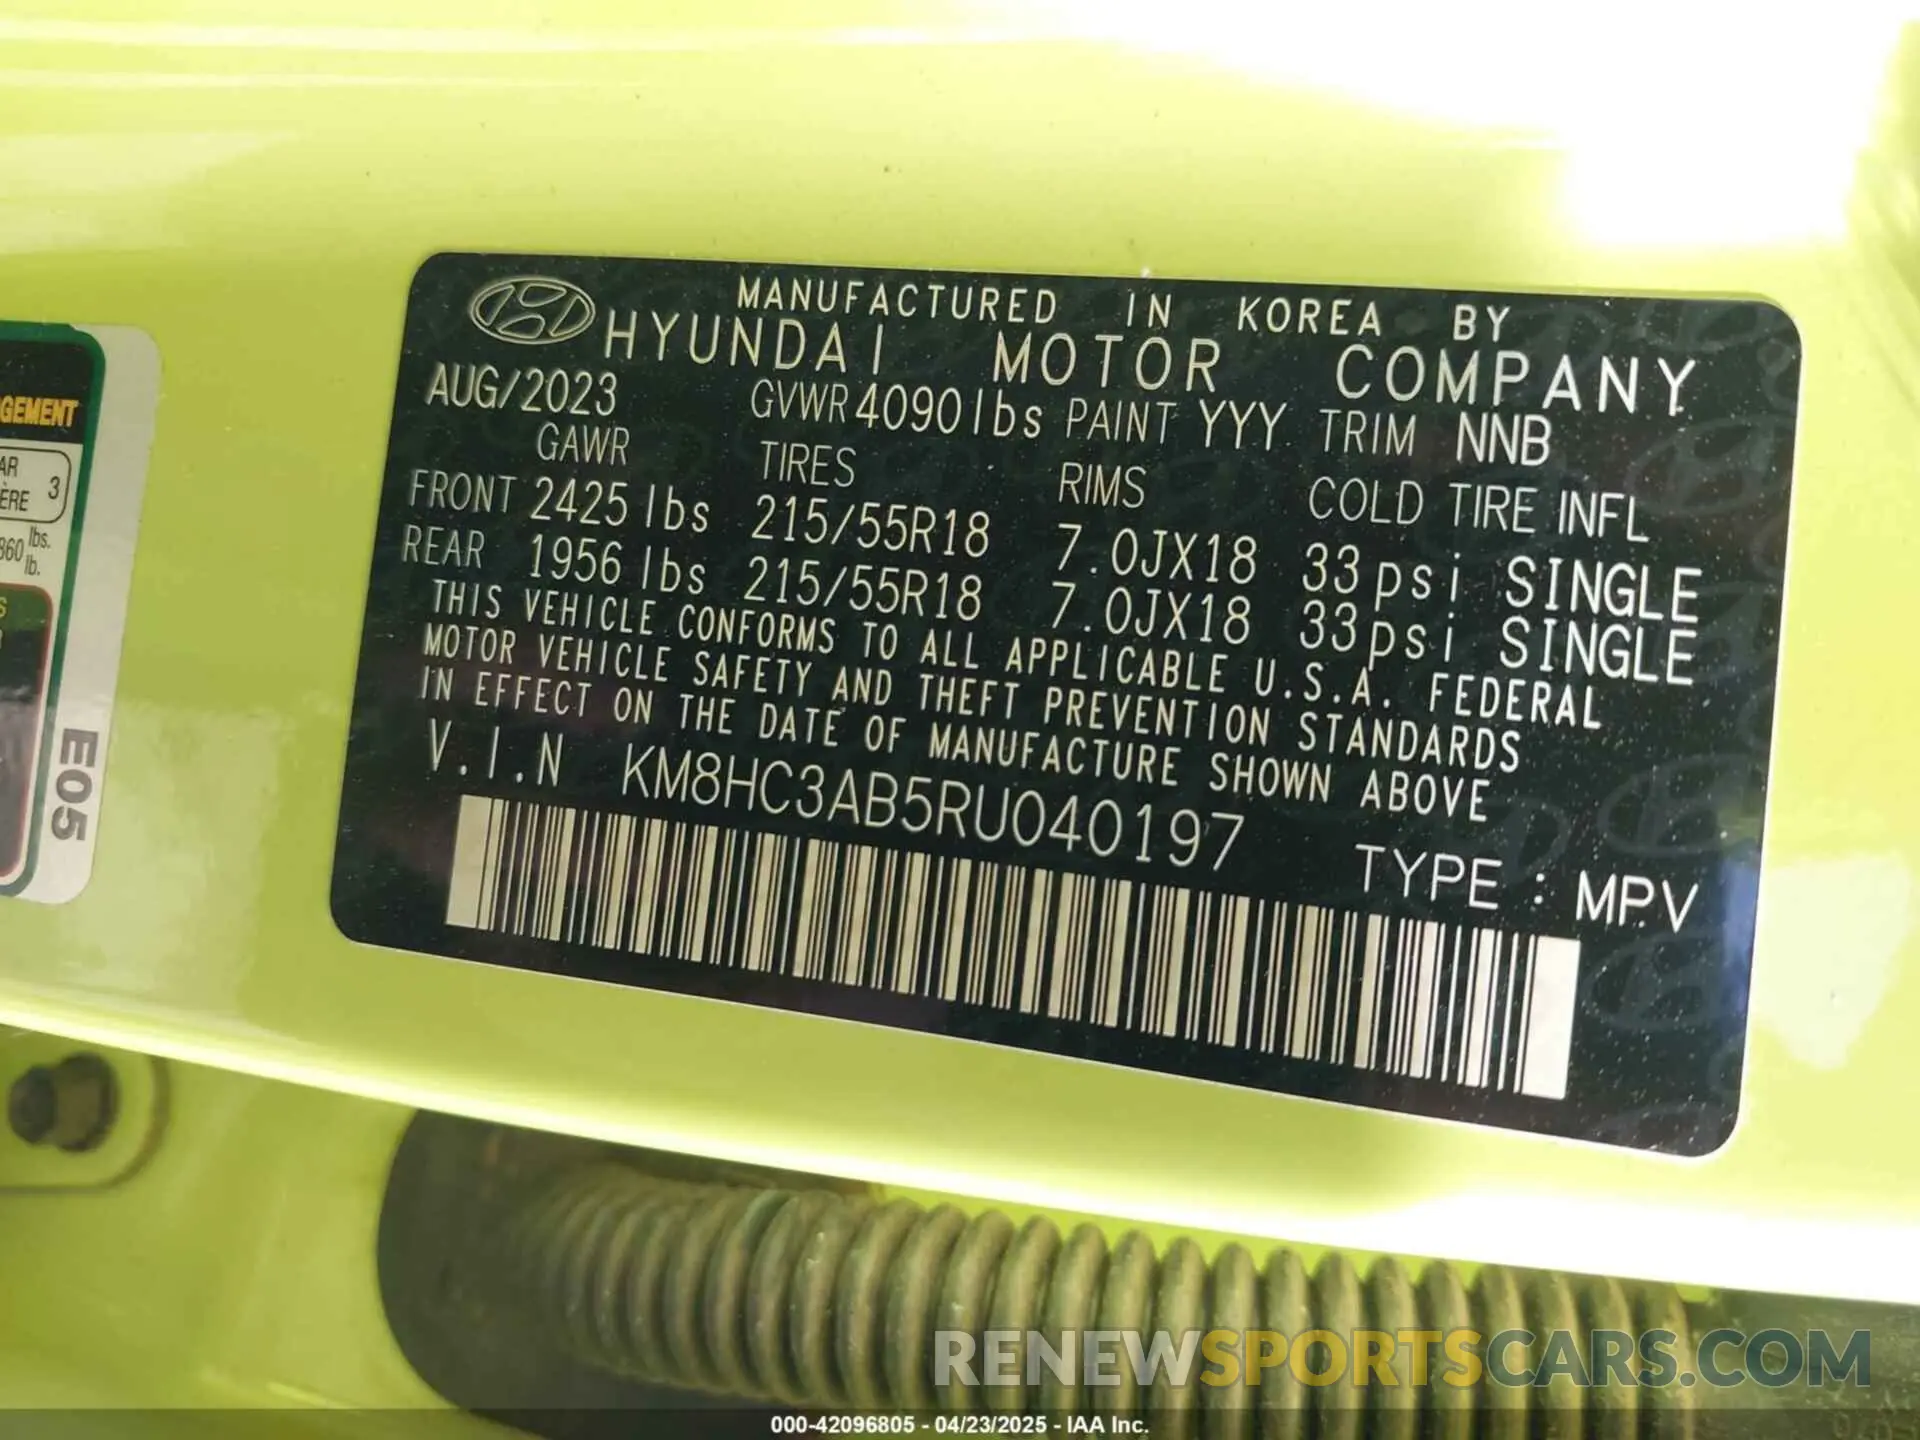 MANUFACTURED IN KOREA BY
HYUNDAI MOTOR COMPANY
AUG/2023 GVWR 4090lbs PAINT YYY TRIM NNB
GAWR TIRES RIMS COLD TIRE INFL
FRONT 2425 lbs 215/55R18 7.0JX18 33psi SINGLE
REAR 1956 lbs 215/55R18 7.0JX18 33psi SINGLE
THIS VEHICLE CONFORMS TO ALL APPLICABLE U.S.A. FEDERAL
MOTOR VEHICLE SAFETY AND THEFT PREVENTION STANDARDS
IN EFFECT ON THE DATE OF MANUFACTURE SHOWN ABOVE
V.I.N KM8HC3AB5RU040197
TYPE : MPV
3
lbs.
lb.
E05
RENEWSPORTSCARS.COM
000-42096805 - 04/23/2025 - IAA Inc.